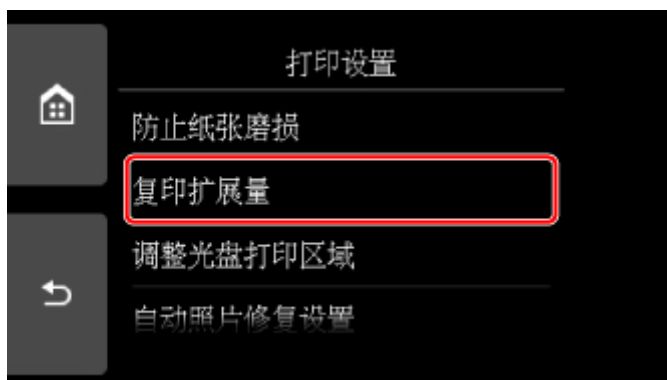 打印设置
防止纸张磨损
复印扩展量
调整光盘打印区域
自动照片修复设置